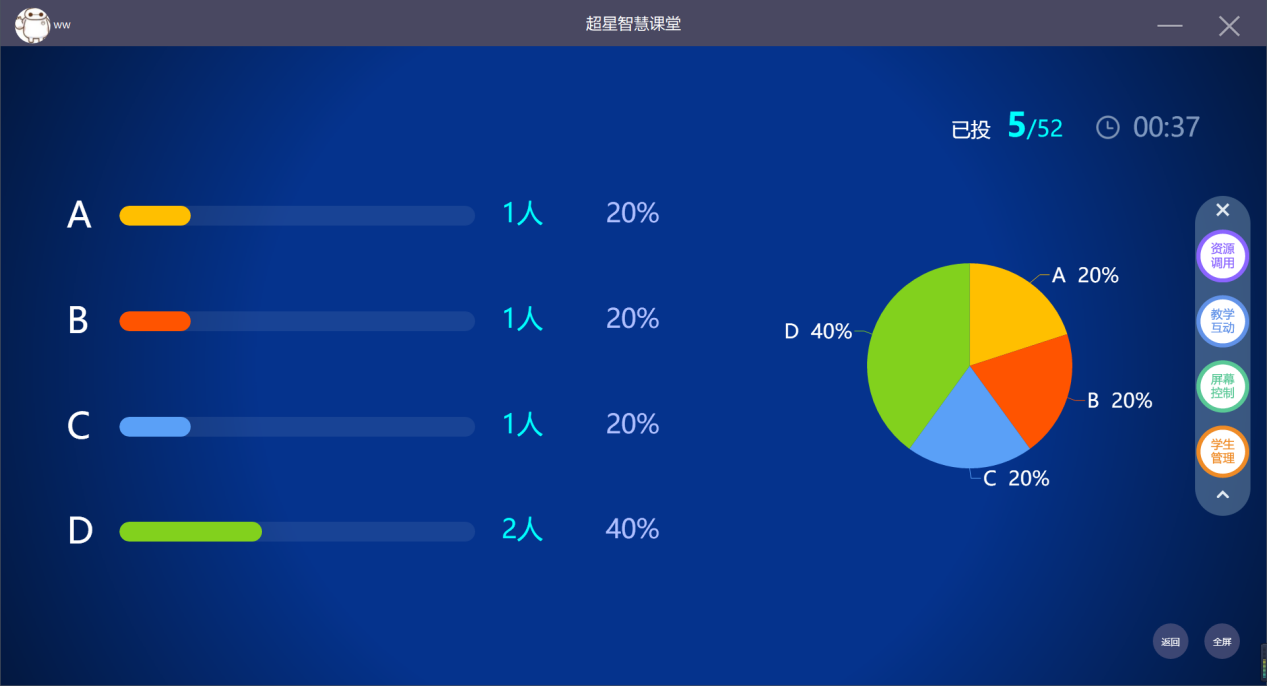 ww
超星智慧课堂
已投 5/52 00:37
A 1人 20%
B 1人 20%
C 1人 20%
D 2人 40%
A 20%
D 40%
B 20%
C 20%
资源
调用
教学
互动
屏幕
控制
学生
管理
返回
全屏